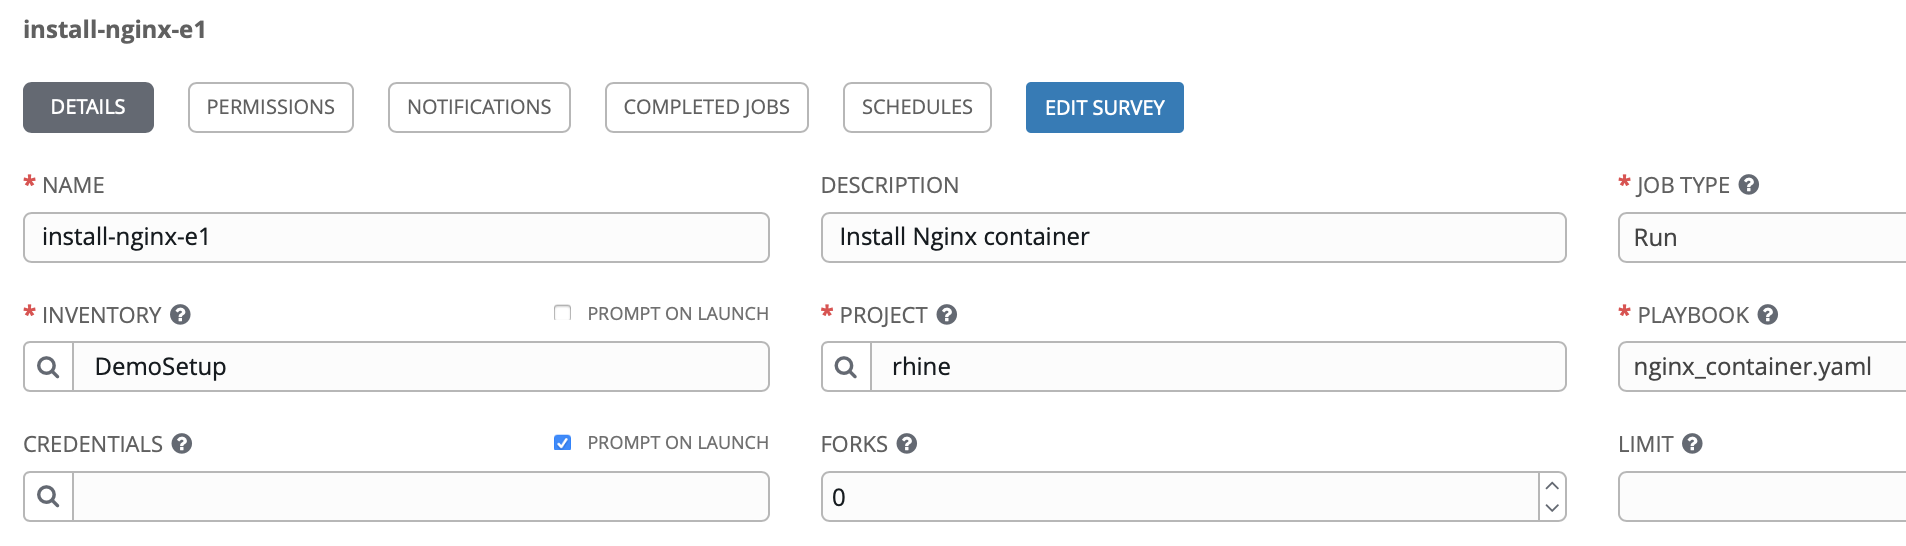 install-nginx-e1
DETAILS PERMISSIONS NOTIFICATIONS COMPLETED JOBS SCHEDULES EDIT SURVEY
* NAME DESCRIPTION * JOB TYPE ?
install-nginx-e1 Install Nginx container Run
* INVENTORY ? PROMPT ON LAUNCH * PROJECT ? * PLAYBOOK ?
DemoSetup rhine nginx_container.yaml
CREDENTIALS ? PROMPT ON LAUNCH FORKS ? LIMIT ?
0